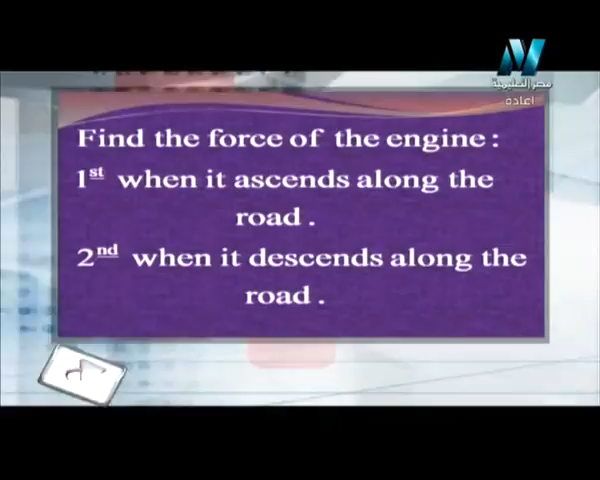 مصر التعليمية
اعادة
Find the force of the engine :
1st when it ascends along the
road .
2nd when it descends along the
road .